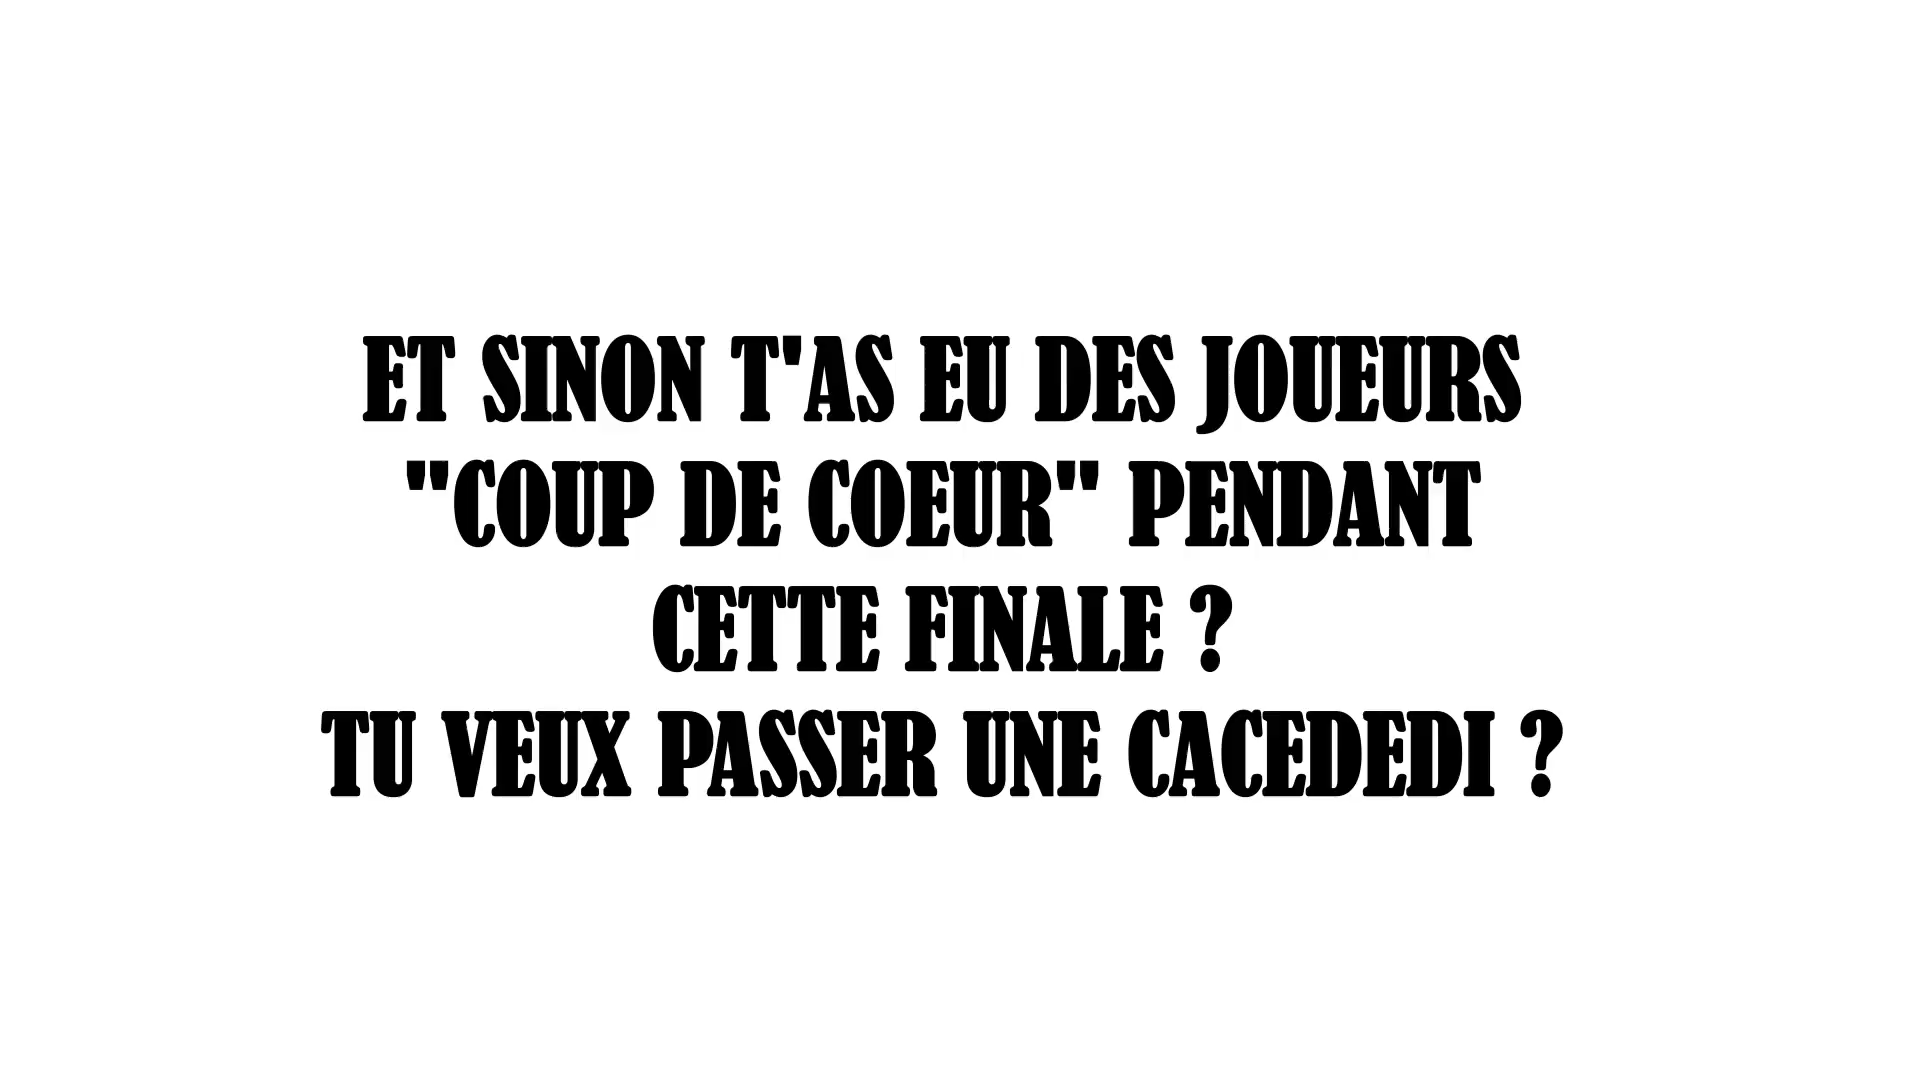 ET SINON T'AS EU DES JOUEURS
"COUP DE COEUR" PENDANT
CETTE FINALE ?
TU VEUX PASSER UNE CACEDEDI ?